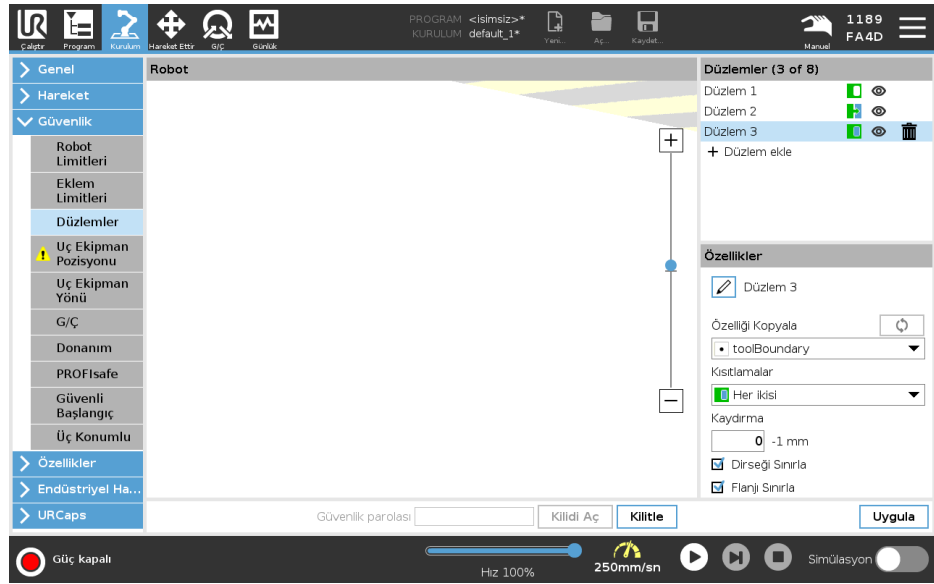 PROGRAM <isimsiz>*
KURULUM default_1*
Çalıştır
Program
Kurulum
Hareket Ettir
G/Ç
Günlük
Yeni...
Aç...
Kaydet...
Manuel
1189
FA4D
Genel
Hareket
Güvenlik
Robot
Limitleri
Eklem
Limitleri
Düzlemler
Uç Ekipman
Pozisyonu
Uç Ekipman
Yönü
G/Ç
Donanım
PROFIsafe
Güvenli
Başlangıç
Üç Konumlu
Özellikler
Endüstriyel Ha...
URCaps
Robot
Düzlemler (3 of 8)
Düzlem 1
Düzlem 2
Düzlem 3
+ Düzlem ekle
Özellikler
Düzlem 3
Özelliği Kopyala
toolBoundary
Kısıtlamalar
Her ikisi
Kaydırma
0 -1 mm
Dirseği Sınırla
Flanjı Sınırla
Güvenlik parolası
Kilidi Aç
Kilitle
Uygula
Güç kapalı
Hız 100%
250mm/sn
Simülasyon